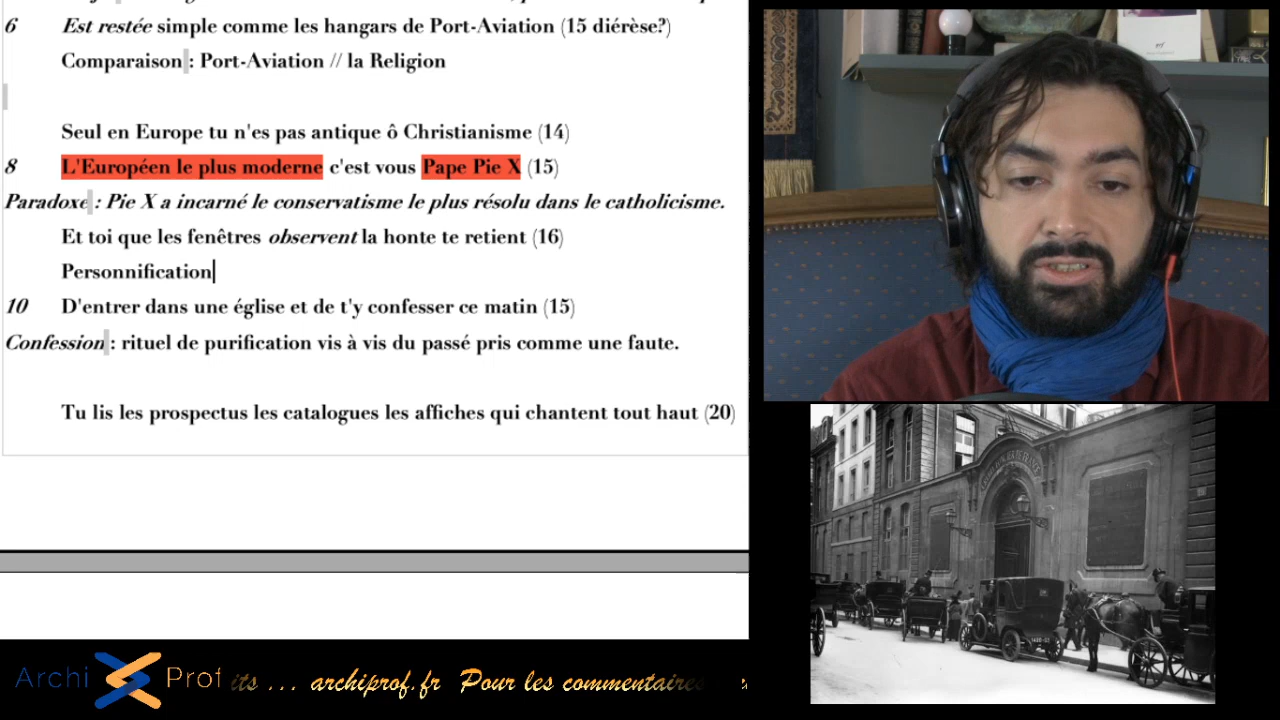 6 Est restée simple comme les hangars de Port-Aviation (15 diérèse?)
Comparaison : Port-Aviation // la Religion
Seul en Europe tu n'es pas antique ô Christianisme (14)
8 L'Européen le plus moderne c'est vous Pape Pie X (15)
Paradoxe : Pie X a incarné le conservatisme le plus résolu dans le catholicisme.
Et toi que les fenêtres observent la honte te retient (16)
Personnification
10 D'entrer dans une église et de t'y confesser ce matin (15)
Confession : rituel de purification vis à vis du passé pris comme une faute.
Tu lis les prospectus les catalogues les affiches qui chantent tout haut (20)
Archi Prof its ... archiprof.fr Pour les commentaires